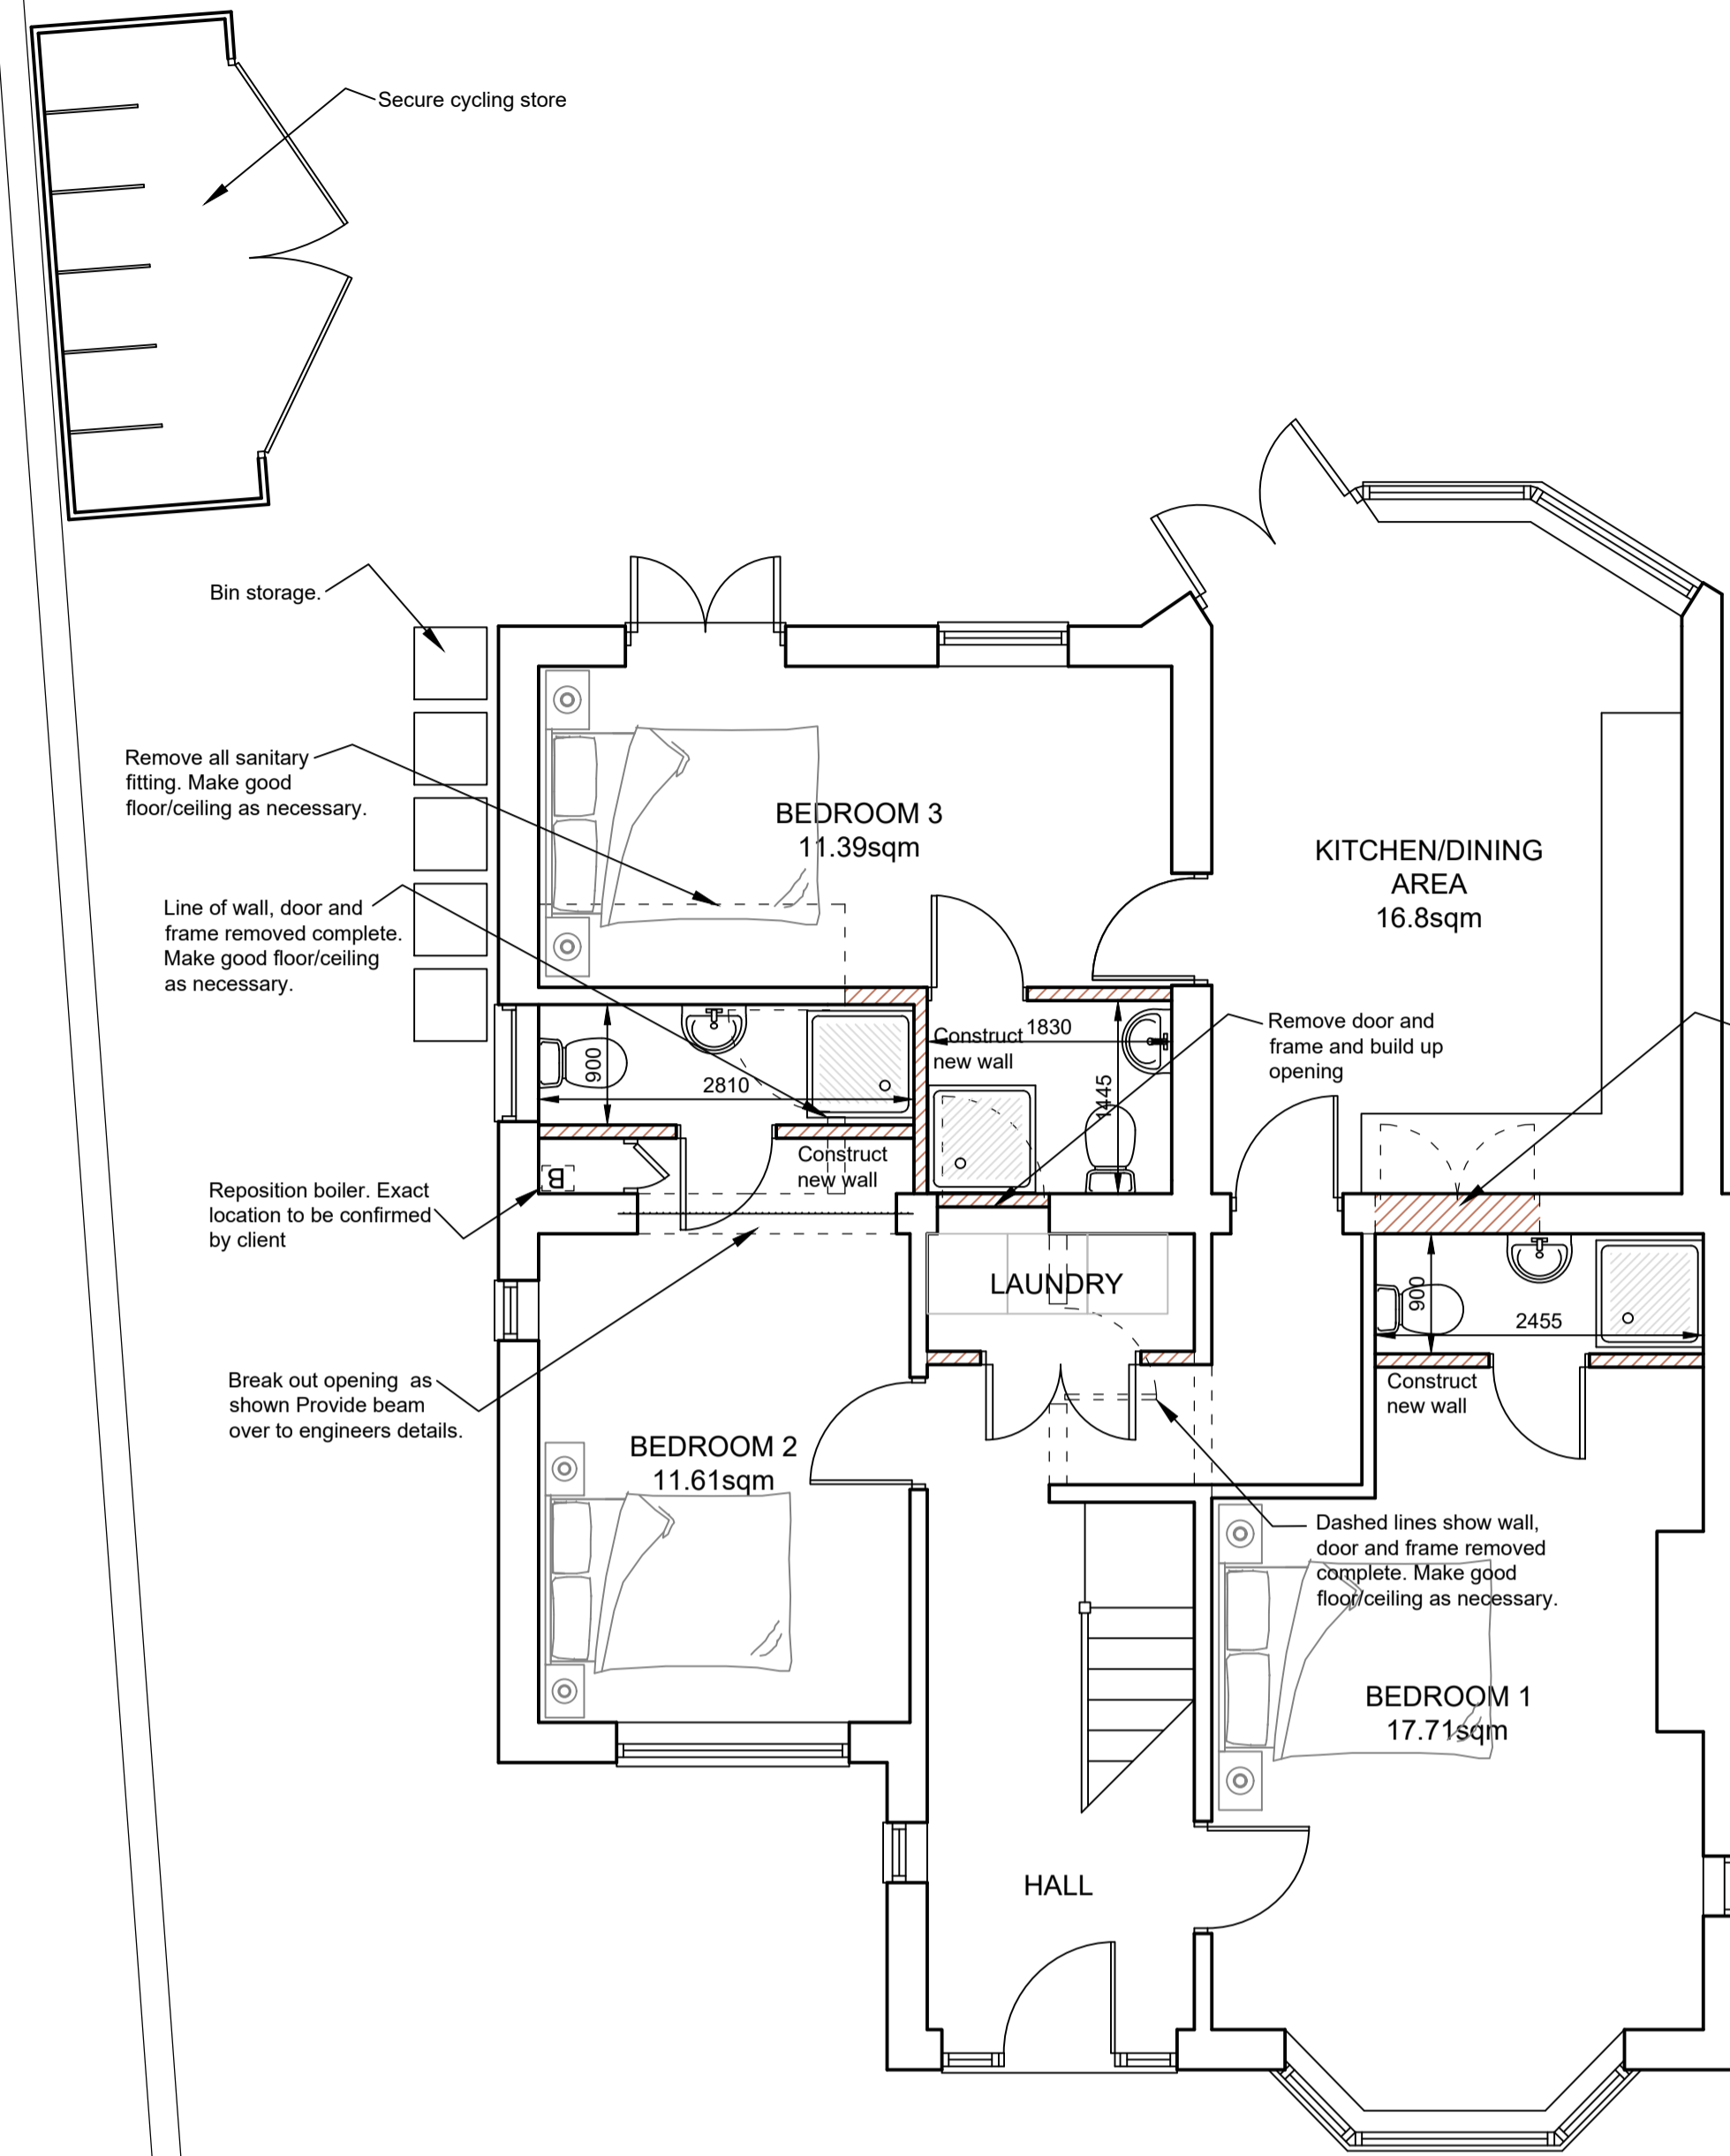 Secure cycling store
Bin storage.
Remove all sanitary
fitting. Make good
floor/ceiling as necessary.
BEDROOM 3
11.39sqm
KITCHEN/DINING
AREA
16.8sqm
Line of wall, door and
frame removed complete.
Make good floor/ceiling
as necessary.
Construct
new wall
1830
1445
Remove door and
frame and build up
opening
900
2810
Construct
new wall
B
Reposition boiler. Exact
location to be confirmed
by client
LAUNDRY
900
2455
Construct
new wall
Break out opening as
shown Provide beam
over to engineers details.
BEDROOM 2
11.61sqm
Dashed lines show wall,
door and frame removed
complete. Make good
floor/ceiling as necessary.
BEDROOM 1
17.71sqm
HALL